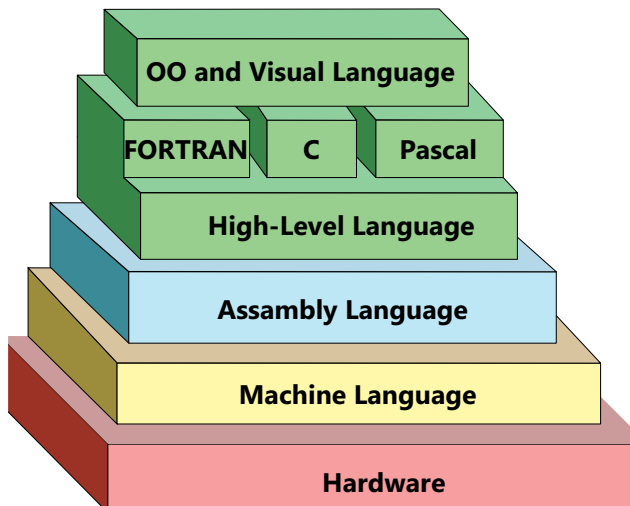 OO and Visual Language
FORTRAN C Pascal
High-Level Language
Assambly Language
Machine Language
Hardware